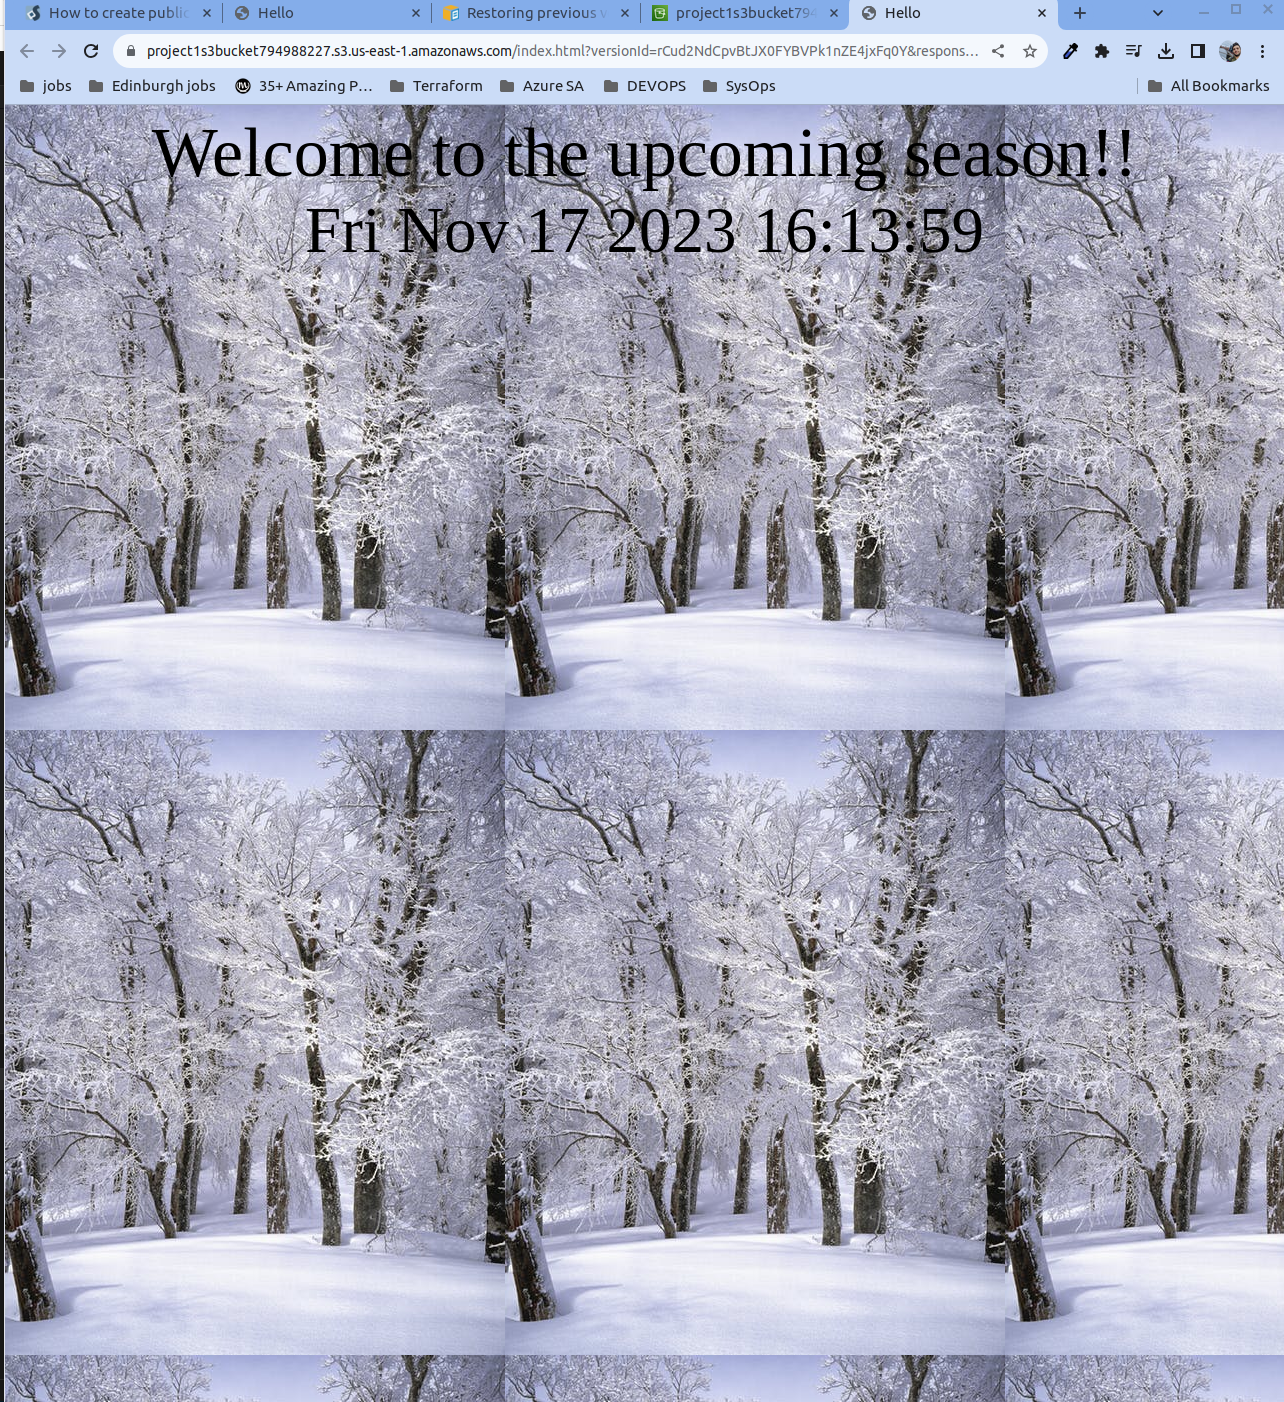 How to create public
Hello
Restoring previous v
project1s3bucket794
Hello
project1s3bucket794988227.s3.us-east-1.amazonaws.com/index.html?versionId=rCud2NdCpvBtJX0FYBVPk1nZE4jxFq0Y&respons…
jobs
Edinburgh jobs
35+ Amazing P…
Terraform
Azure SA
DEVOPS
SysOps
All Bookmarks
Welcome to the upcoming season!!
Fri Nov 17 2023 16:13:59